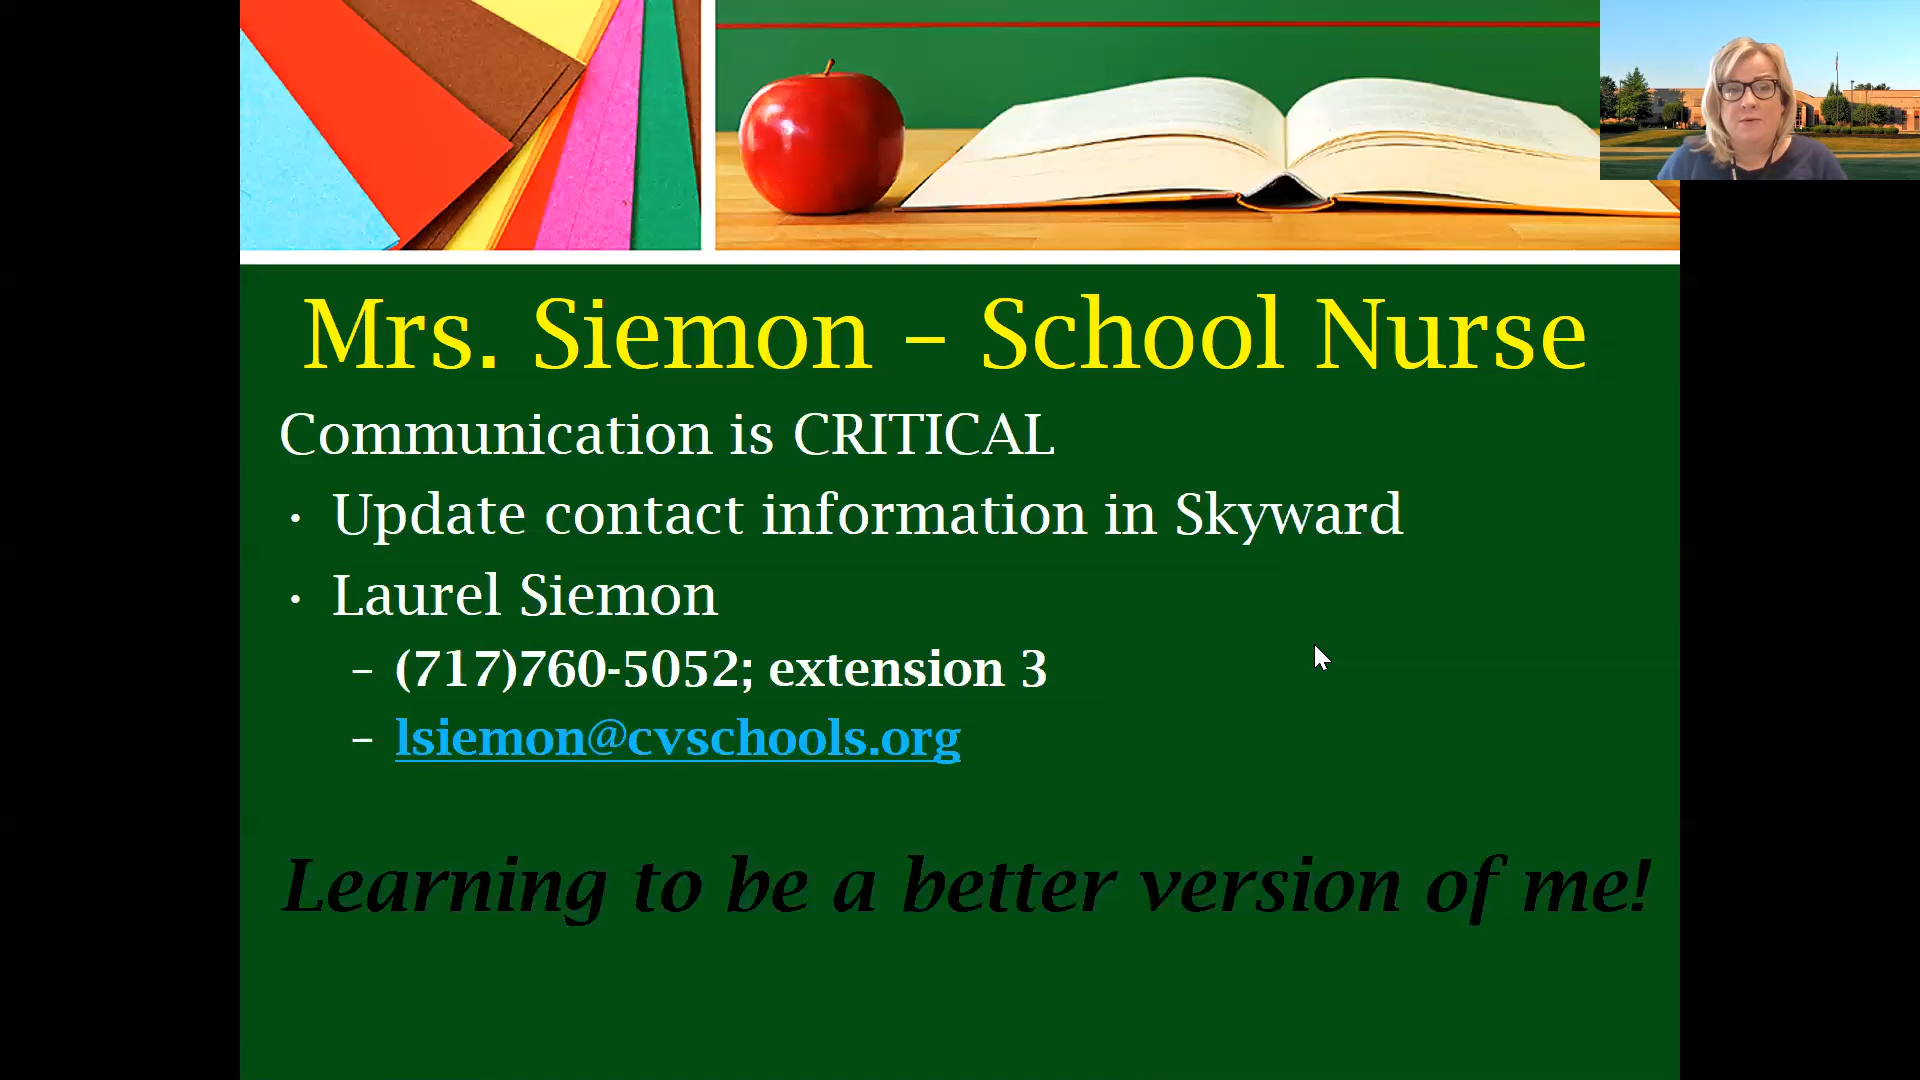 Mrs. Siemon – School Nurse
Communication is CRITICAL
• Update contact information in Skyward
• Laurel Siemon
– (717)760-5052; extension 3
– lsiemon@cvschools.org
Learning to be a better version of me!